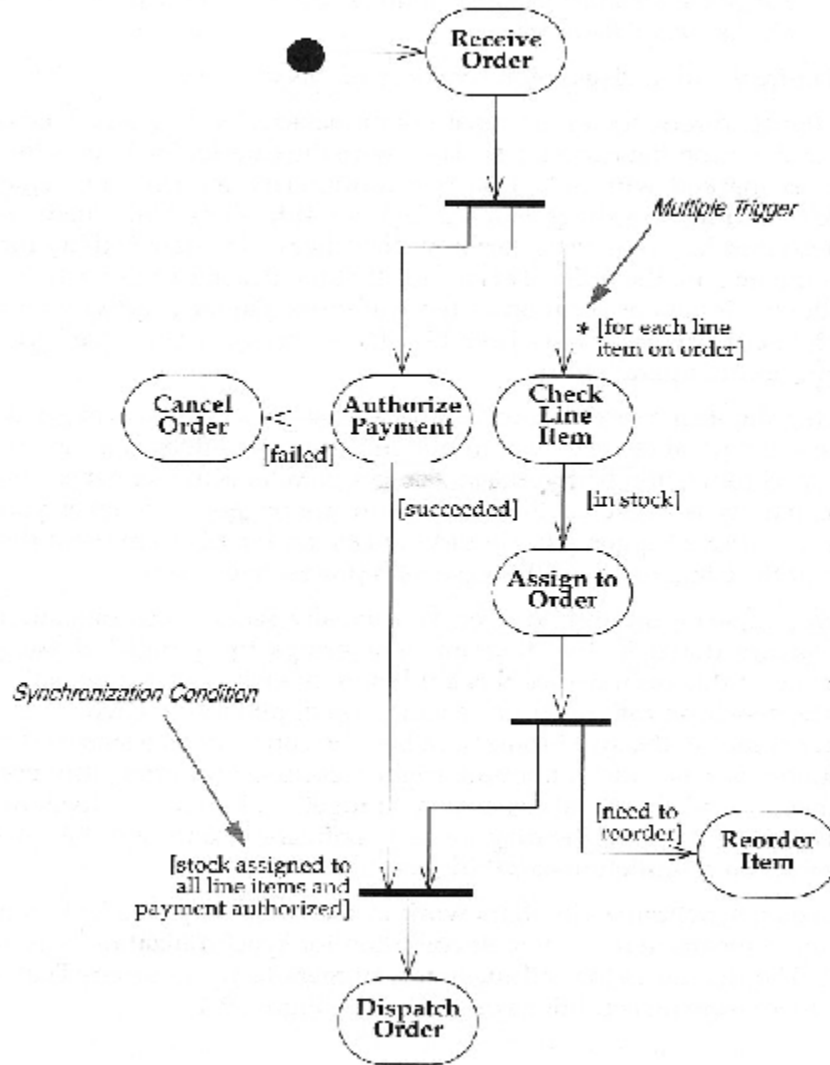 Receive
Order
Multiple Trigger
* [for each line
item on order]
Cancel
Order
Authorize
Payment
Check
Line
Item
[failed]
[succeeded]
[in stock]
Assign to
Order
Synchronization Condition
[need to
reorder]
Reorder
Item
[stock assigned to
all line items and
payment authorized]
Dispatch
Order